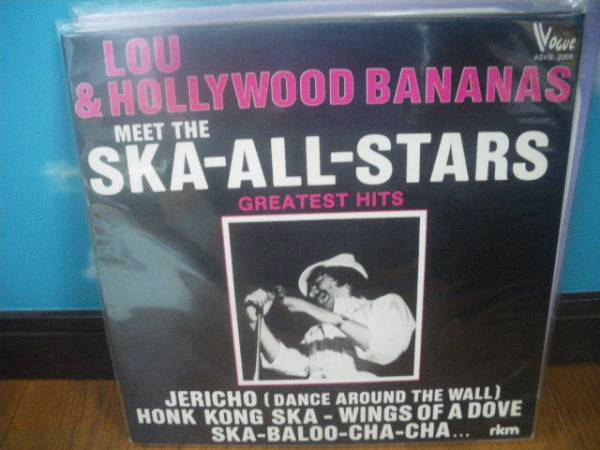 LOU
& HOLLYWOOD BANANAS
VOGUE
MEET THE
SKA-ALL-STARS
GREATEST HITS
JERICHO (DANCE AROUND THE WALL)
HONK KONG SKA - WINGS OF A DOVE
SKA-BALOO-CHA-CHA...
rkm